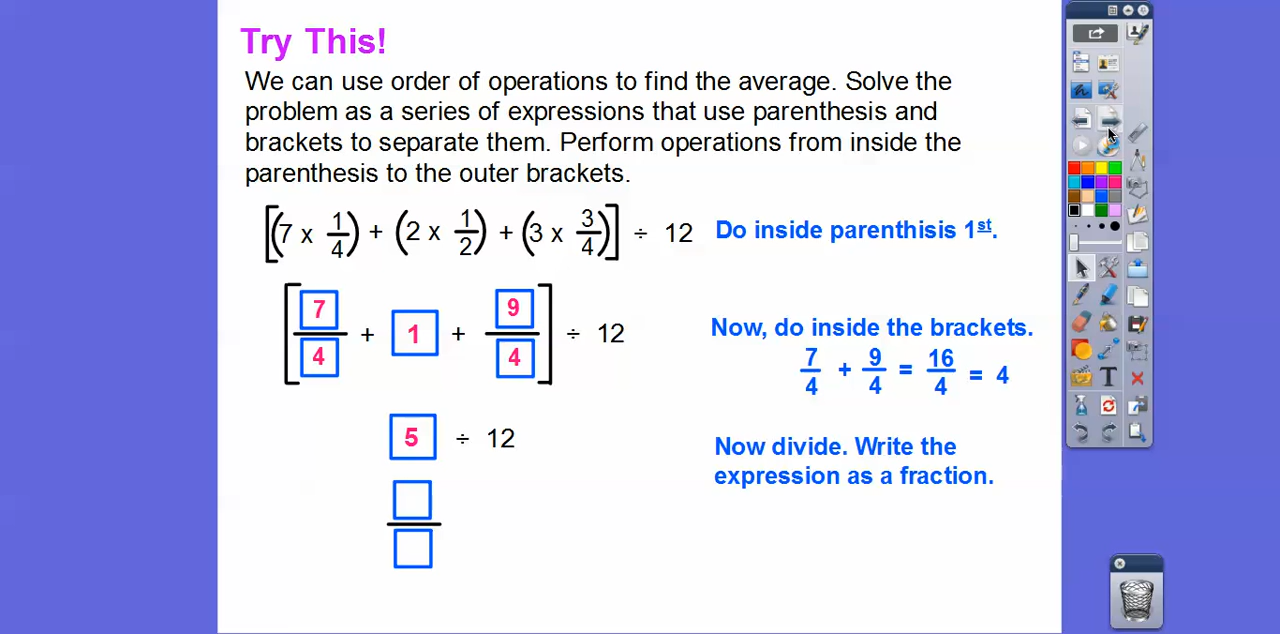 Try This!
We can use order of operations to find the average. Solve the
problem as a series of expressions that use parenthesis and
brackets to separate them. Perform operations from inside the
parenthesis to the outer brackets.
[(7 x 1/4) + (2 x 1/2) + (3 x 3/4)] ÷ 12 Do inside parenthisis 1st.
[7/4 + 1 + 9/4] ÷ 12 Now, do inside the brackets.
7/4 + 9/4 = 16/4 = 4
5 ÷ 12 Now divide. Write the
expression as a fraction.